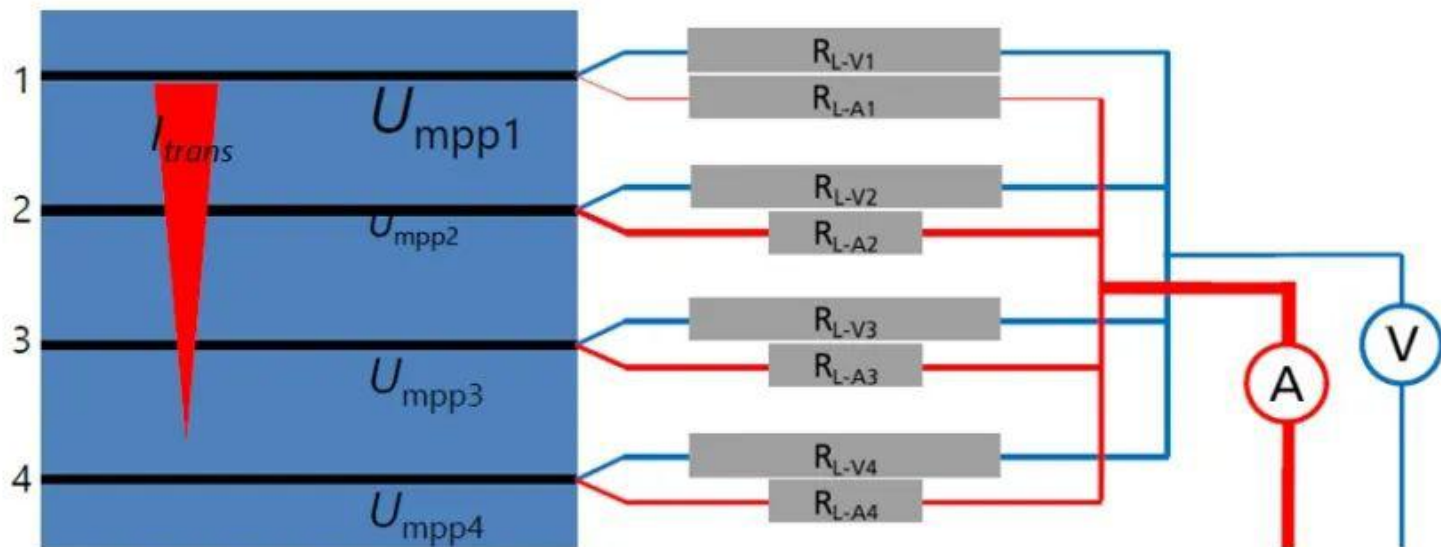 1
U_mpp1
I_trans
2
U_mpp2
3
U_mpp3
4
U_mpp4
R_L-V1
R_L-A1
R_L-V2
R_L-A2
R_L-V3
R_L-A3
R_L-V4
R_L-A4
A
V